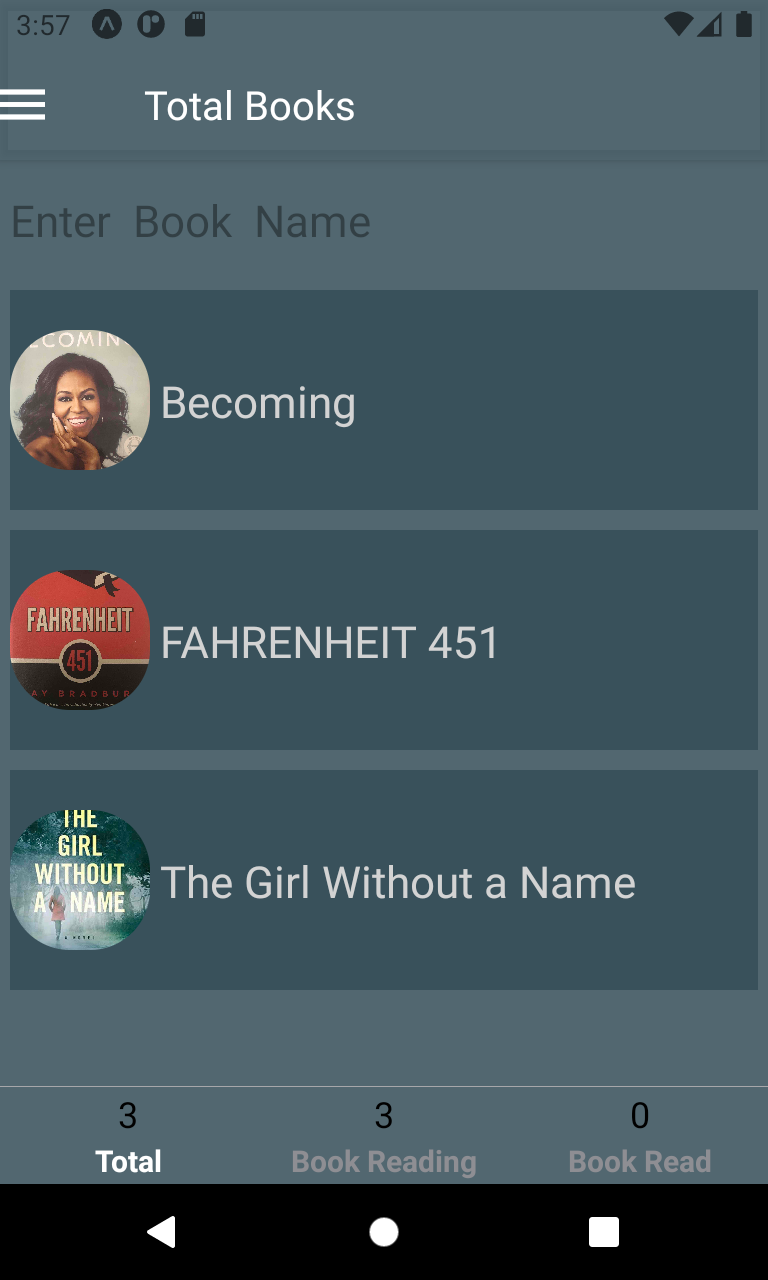 3:57
Total Books
Enter Book Name
ECOMIN
Becoming
FAHRENHEIT
451
AY BRADBUR
FAHRENHEIT 451
THE
GIRL
WITHOUT
A NAME
A NOVEL
The Girl Without a Name
3 3 0
Total Book Reading Book Read